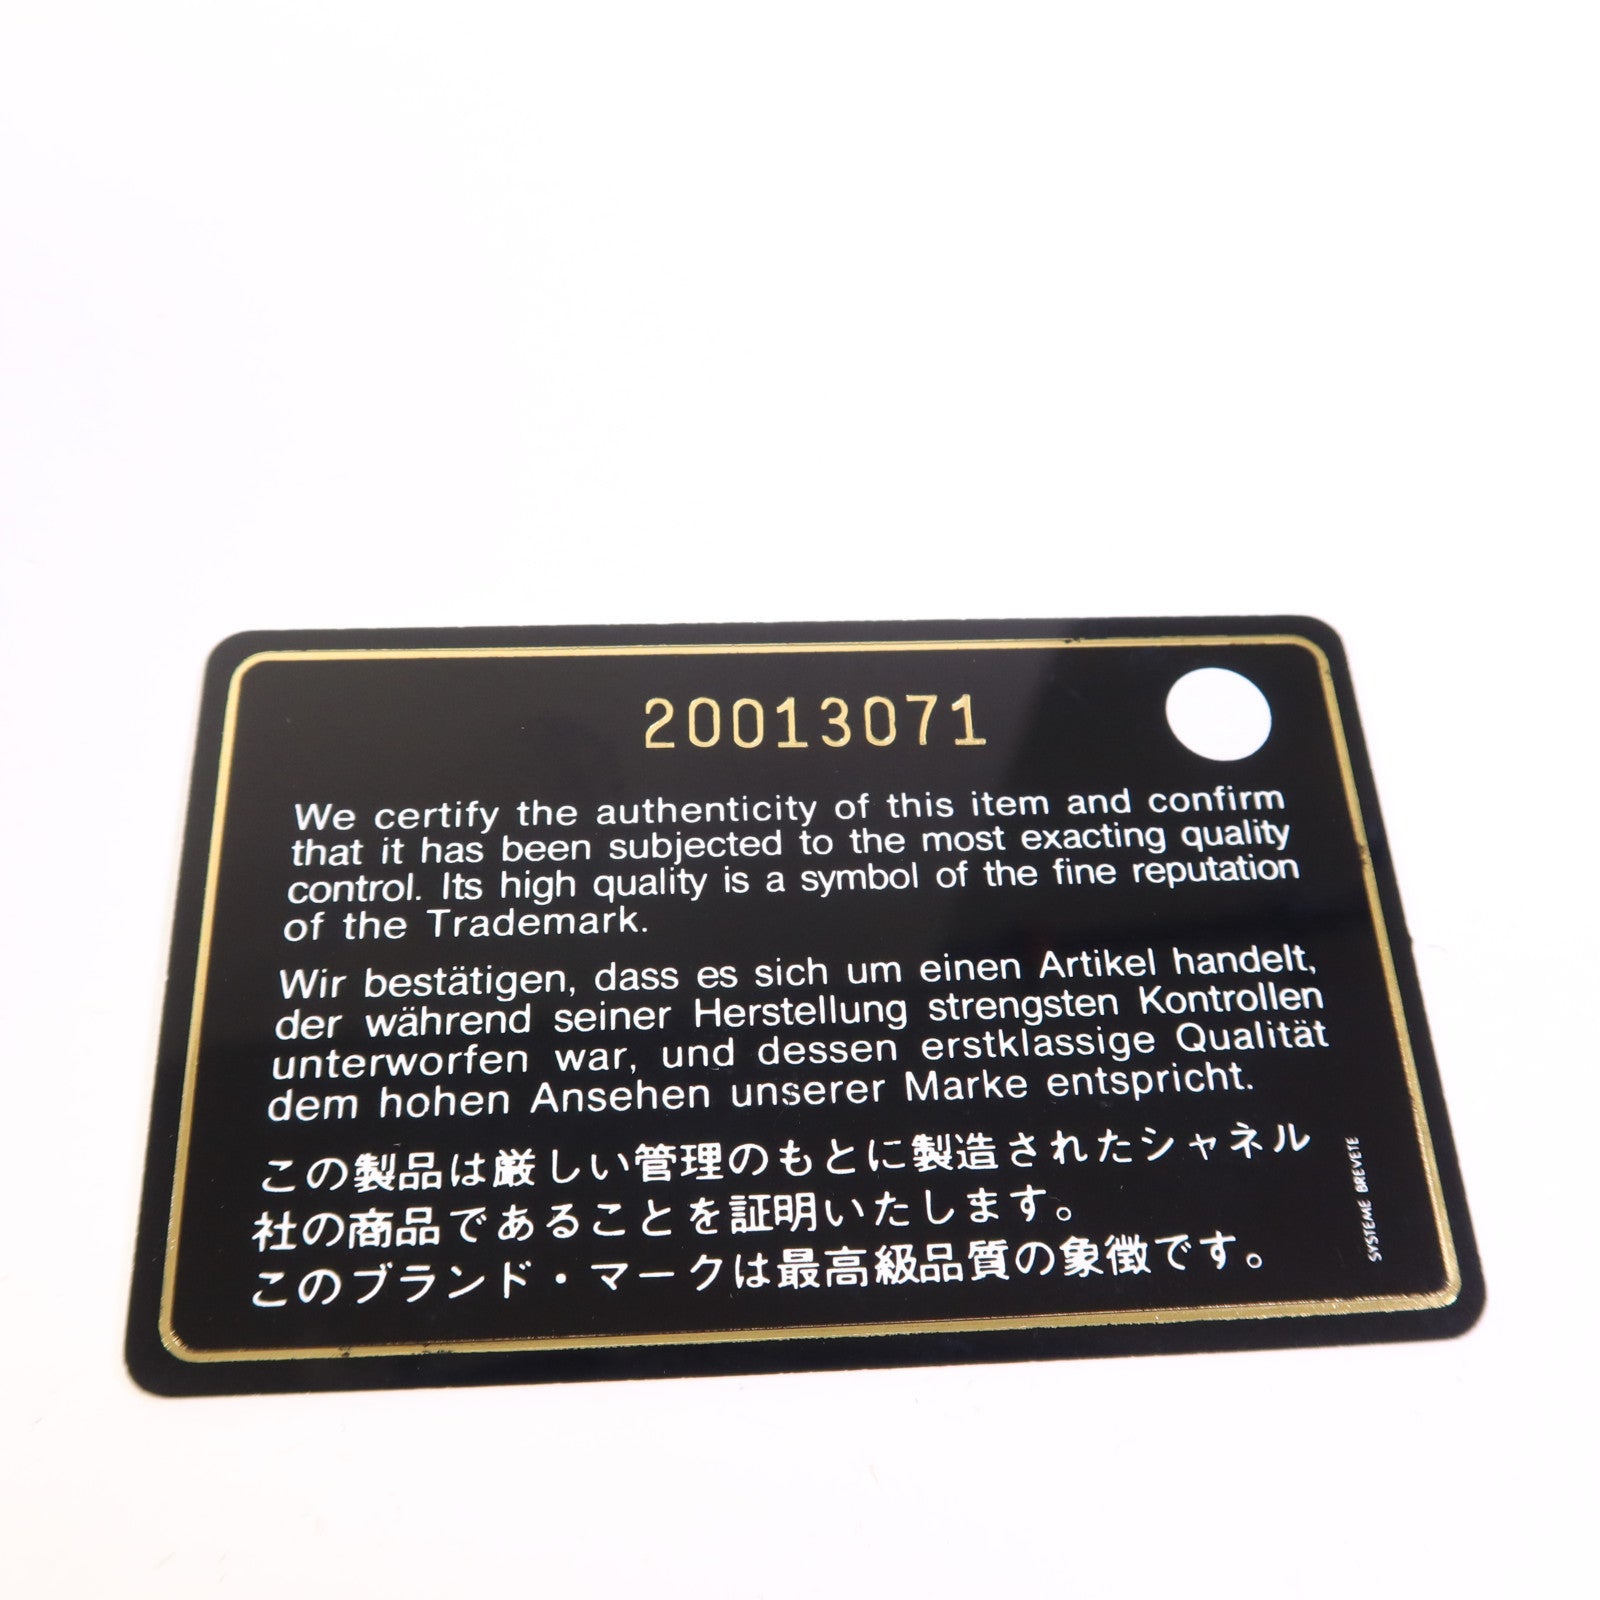 20013071
We certify the authenticity of this item and confirm
that it has been subjected to the most exacting quality
control. Its high quality is a symbol of the fine reputation
of the Trademark.
Wir bestätigen, dass es sich um einen Artikel handelt,
der während seiner Herstellung strengsten Kontrollen
unterworfen war, und dessen erstklassige Qualität
dem hohen Ansehen unserer Marke entspricht.
この製品は厳しい管理のもとに製造されたシャネル
社の商品であることを証明いたします。
このブランド・マークは最高級品質の象徴です。
SYSTEME BREVETE